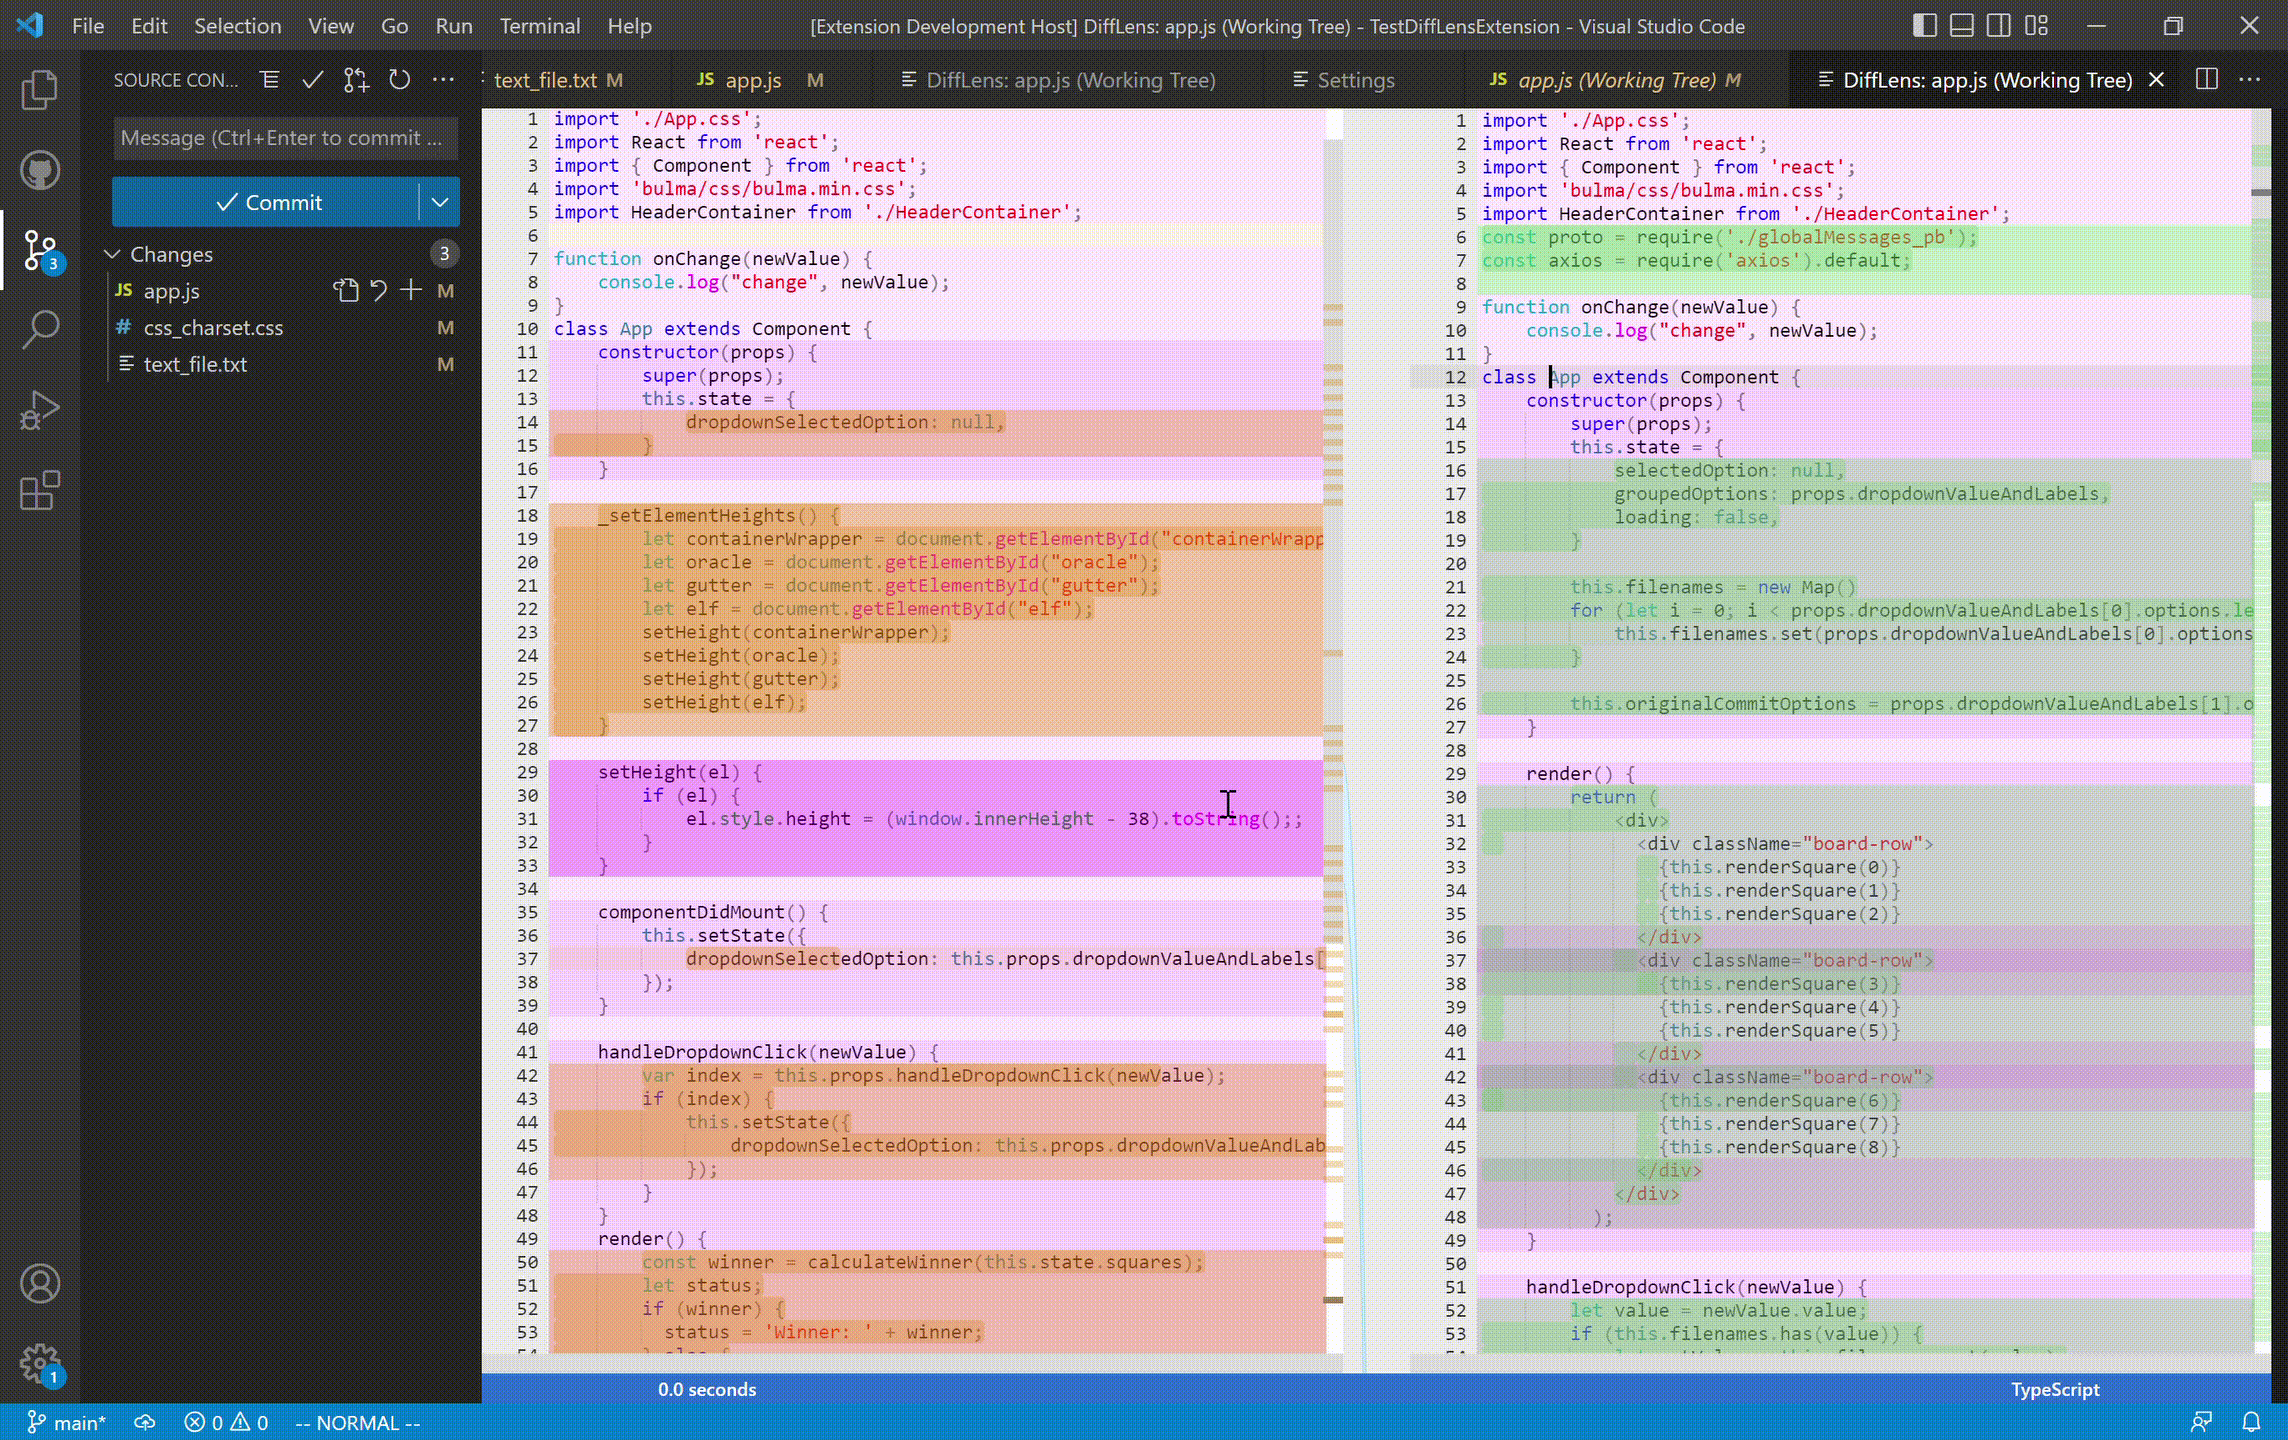 File Edit Selection View Go Run Terminal Help [Extension Development Host] DiffLens: app.js (Working Tree) - TestDiffLensExtension - Visual Studio Code
SOURCE CON...
text_file.txt M
JS app.js M
DiffLens: app.js (Working Tree)
Settings
JS app.js (Working Tree) M
DiffLens: app.js (Working Tree)
Message (Ctrl+Enter to commit ...
Commit
Changes 3
JS app.js M
# css_charset.css M
text_file.txt M
3
1
1 import './App.css';
2 import React from 'react';
3 import { Component } from 'react';
4 import 'bulma/css/bulma.min.css';
5 import HeaderContainer from './HeaderContainer';
6
7 function onChange(newValue) {
8 console.log("change", newValue);
9 }
10 class App extends Component {
11 constructor(props) {
12 super(props);
13 this.state = {
14 dropdownSelectedOption: null,
15 }
16 }
17
18 _setElementHeights() {
19 let containerWrapper = document.getElementById("containerWrapp
20 let oracle = document.getElementById("oracle");
21 let gutter = document.getElementById("gutter");
22 let elf = document.getElementById("elf");
23 setHeight(containerWrapper);
24 setHeight(oracle);
25 setHeight(gutter);
26 setHeight(elf);
27 }
28
29 setHeight(el) {
30 if (el) {
31 el.style.height = (window.innerHeight - 38).toString();;
32 }
33 }
34
35 componentDidMount() {
36 this.setState({
37 dropdownSelectedOption: this.props.dropdownValueAndLabels[
38 });
39 }
40
41 handleDropdownClick(newValue) {
42 var index = this.props.handleDropdownClick(newValue);
43 if (index) {
44 this.setState({
45 dropdownSelectedOption: this.props.dropdownValueAndLab
46 });
47 }
48 }
49 render() {
50 const winner = calculateWinner(this.state.squares);
51 let status;
52 if (winner) {
53 status = 'Winner: ' + winner;
1 import './App.css';
2 import React from 'react';
3 import { Component } from 'react';
4 import 'bulma/css/bulma.min.css';
5 import HeaderContainer from './HeaderContainer';
6 const proto = require('./globalMessages_pb');
7 const axios = require('axios').default;
8
9 function onChange(newValue) {
10 console.log("change", newValue);
11 }
12 class App extends Component {
13 constructor(props) {
14 super(props);
15 this.state = {
16 selectedOption: null,
17 groupedOptions: props.dropdownValueAndLabels,
18 loading: false,
19 }
20
21 this.filenames = new Map()
22 for (let i = 0; i < props.dropdownValueAndLabels[0].options.le
23 this.filenames.set(props.dropdownValueAndLabels[0].options
24 }
25
26 this.originalCommitOptions = props.dropdownValueAndLabels[1].o
27 }
28
29 render() {
30 return (
31 <div>
32 <div className="board-row">
33 {this.renderSquare(0)}
34 {this.renderSquare(1)}
35 {this.renderSquare(2)}
36 </div>
37 <div className="board-row">
38 {this.renderSquare(3)}
39 {this.renderSquare(4)}
40 {this.renderSquare(5)}
41 </div>
42 <div className="board-row">
43 {this.renderSquare(6)}
44 {this.renderSquare(7)}
45 {this.renderSquare(8)}
46 </div>
47 </div>
48 );
49 }
50
51 handleDropdownClick(newValue) {
52 let value = newValue.value;
53 if (this.filenames.has(value)) {
0.0 seconds
TypeScript
main* 0 0 -- NORMAL --